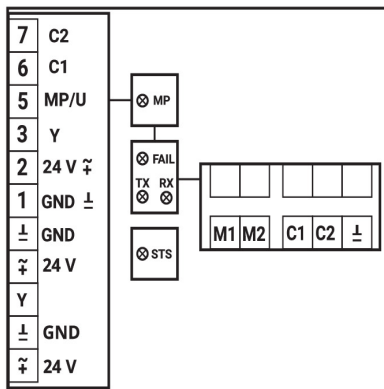 7 C2
6 C1
5 MP/U
3 Y
2 24 V ≂
1 GND ⊥
⊥ GND
≂ 24 V
Y
⊥ GND
≂ 24 V
MP
FAIL
TX RX
STS
M1 M2 C1 C2 ⊥